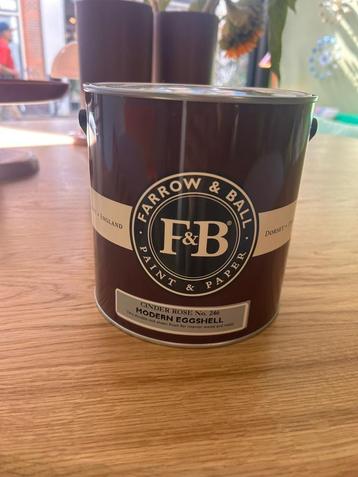 FARROW & BALL
F&B
PAINT & PAPER
ENGLAND
DORSET
CINDER ROSE No. 246
MODERN EGGSHELL